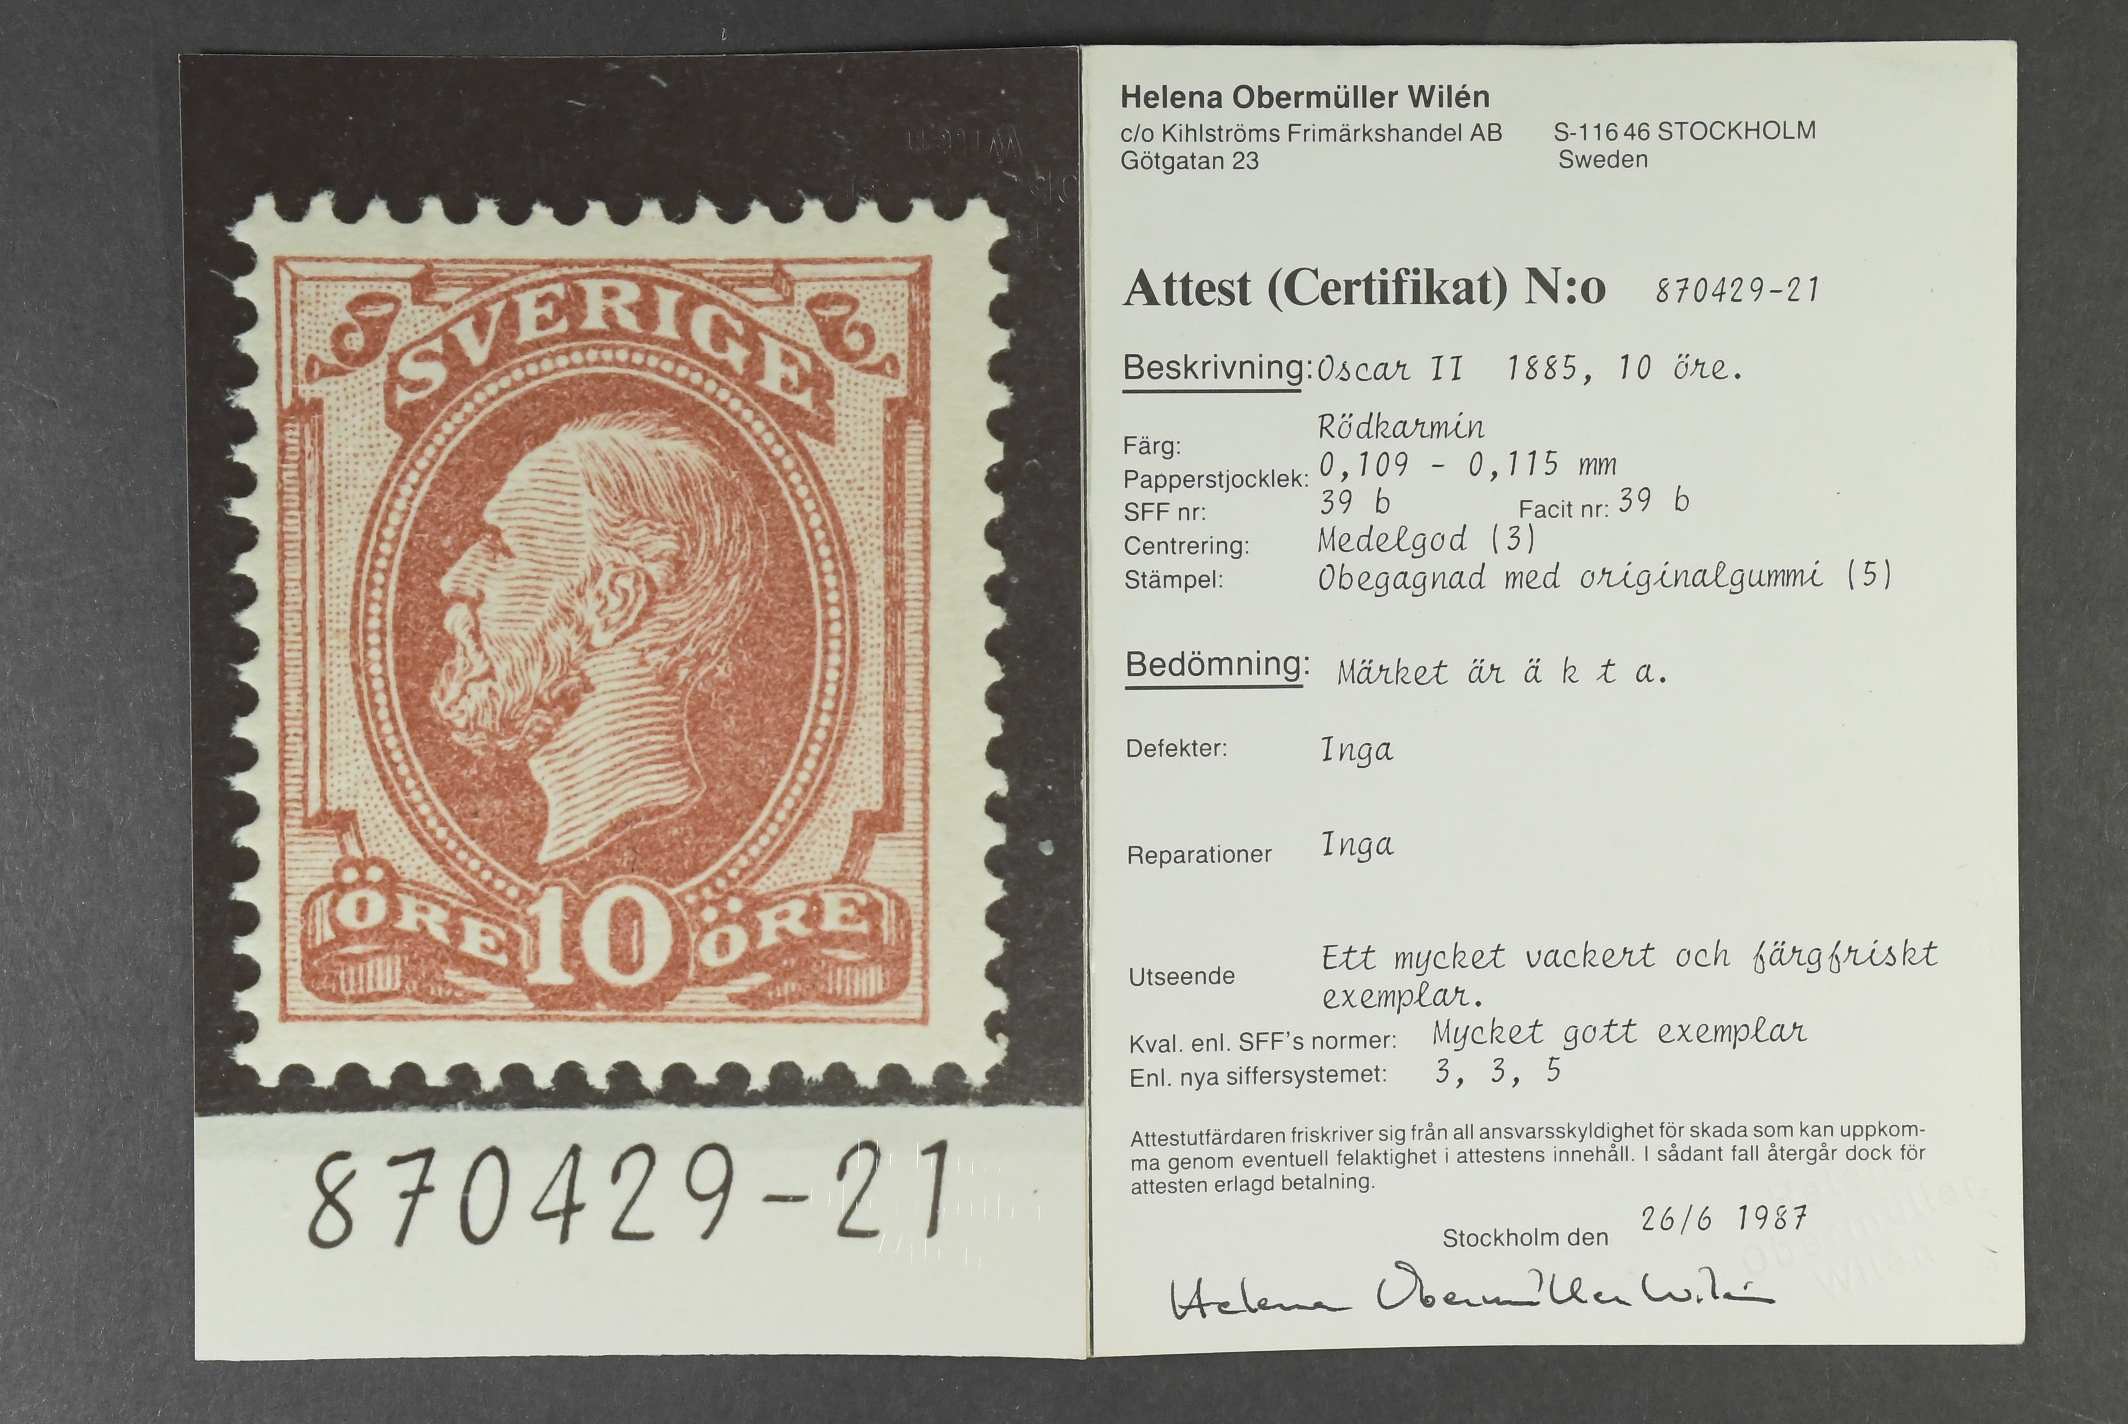 SVERIGE
ÖRE 10 ÖRE
870429-21
Helena Obermüller Wilén
c/o Kihlströms Frimärkshandel AB S-116 46 STOCKHOLM
Götgatan 23 Sweden
Attest (Certifikat) N:o 870429-21
Beskrivning: Oscar II 1885, 10 öre.
Färg: Rödkarmin
Papperstjocklek: 0,109 - 0,115 mm
SFF nr: 39 b Facit nr: 39 b
Centrering: Medelgod (3)
Stämpel: Obegagnad med originalgummi (5)
Bedömning: Märket är ä k t a.
Defekter: Inga
Reparationer Inga
Utseende Ett mycket vackert och färgfriskt
exemplar.
Kval. enl. SFF's normer: Mycket gott exemplar
Enl. nya siffersystemet: 3, 3, 5
Attestutfärdaren friskriver sig från all ansvarsskyldighet för skada som kan uppkom-
ma genom eventuell felaktighet i attestens innehåll. I sådant fall återgår dock för
attesten erlagd betalning.
Stockholm den 26/6 1987
Helena Obermüller Wilén
Helena
Obermüller
Wilén